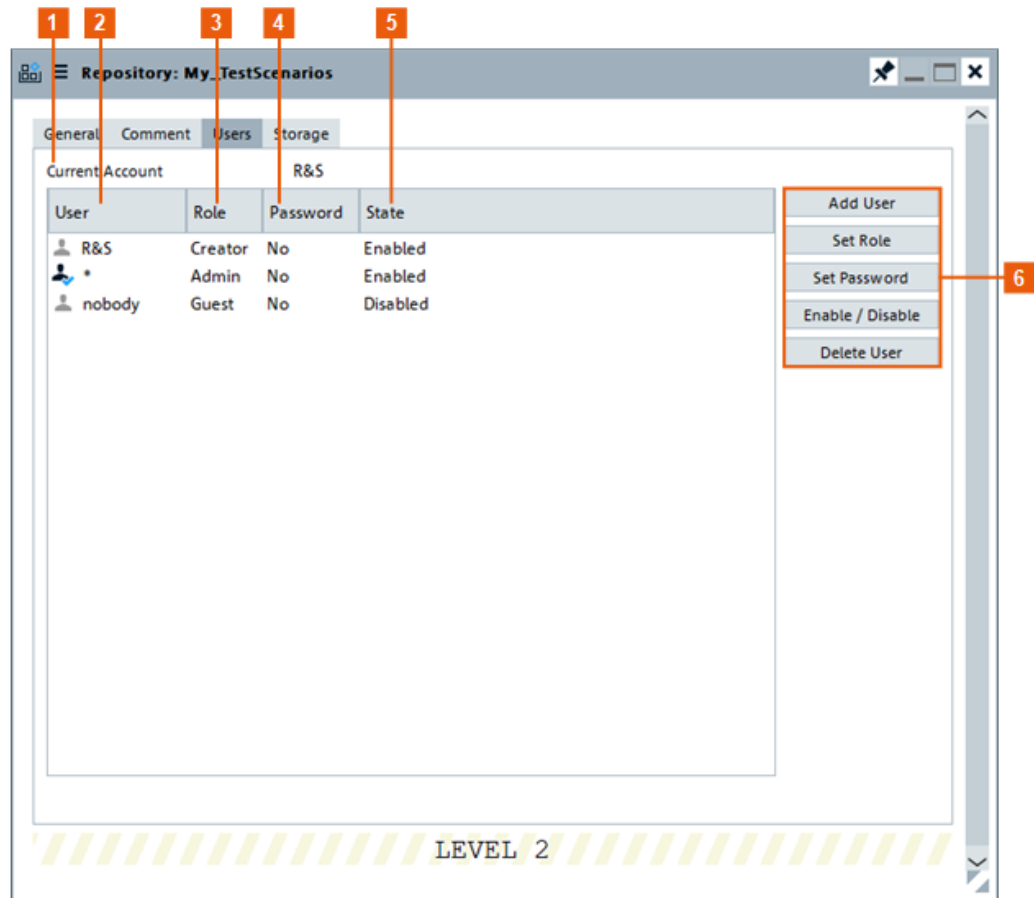 1 2 3 4 5
Repository: My_TestScenarios
General Comment Users Storage
Current Account R&S
User Role Password State
R&S Creator No Enabled
* Admin No Enabled
nobody Guest No Disabled
Add User
Set Role
Set Password
Enable / Disable
Delete User
6
LEVEL 2